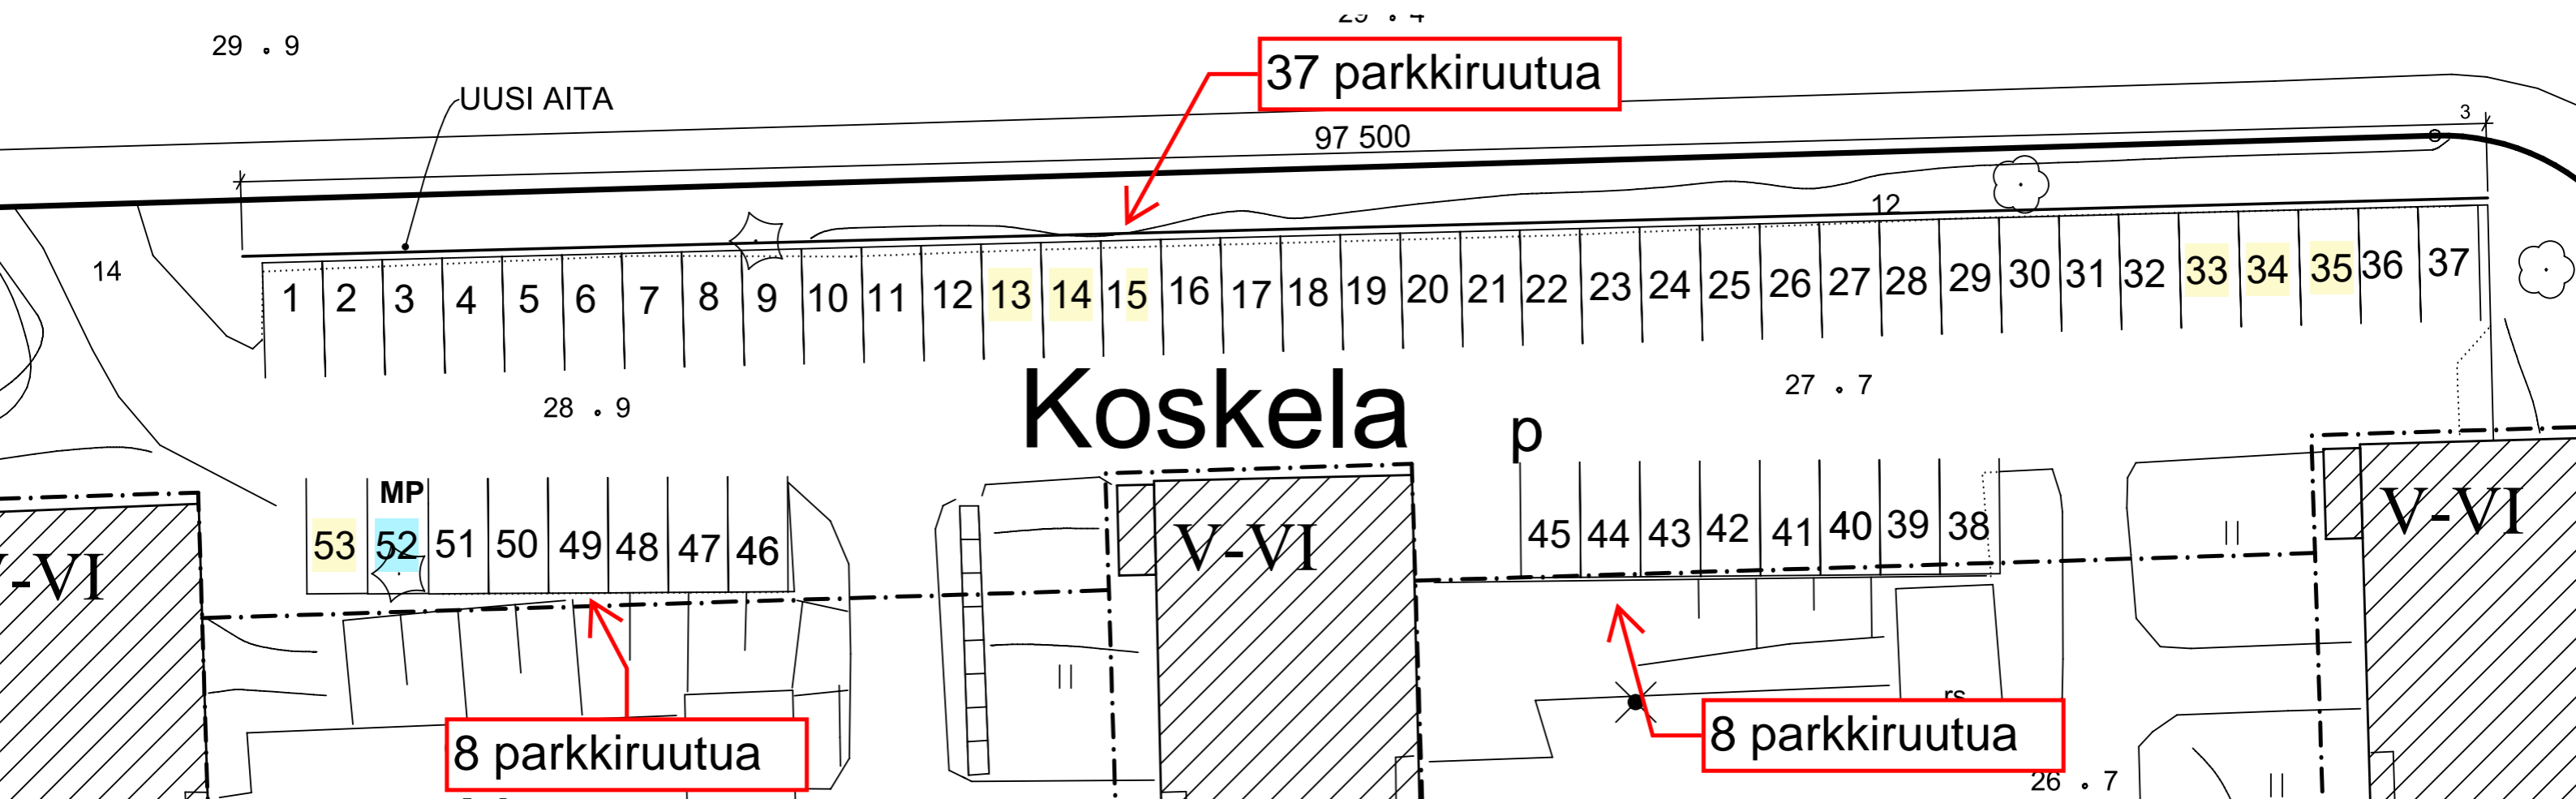 29 . 9
37 parkkiruutua
UUSI AITA
97 500
3
12
14
1 2 3 4 5 6 7 8 9 10 11 12 13 14 15 16 17 18 19 20 21 22 23 24 25 26 27 28 29 30 31 32 33 34 35 36 37
28 . 9
Koskela
27 . 7
p
MP
53 52 51 50 49 48 47 46
45 44 43 42 41 40 39 38
V-VI
V-VI
-VI
rs
8 parkkiruutua
8 parkkiruutua
26 . 7